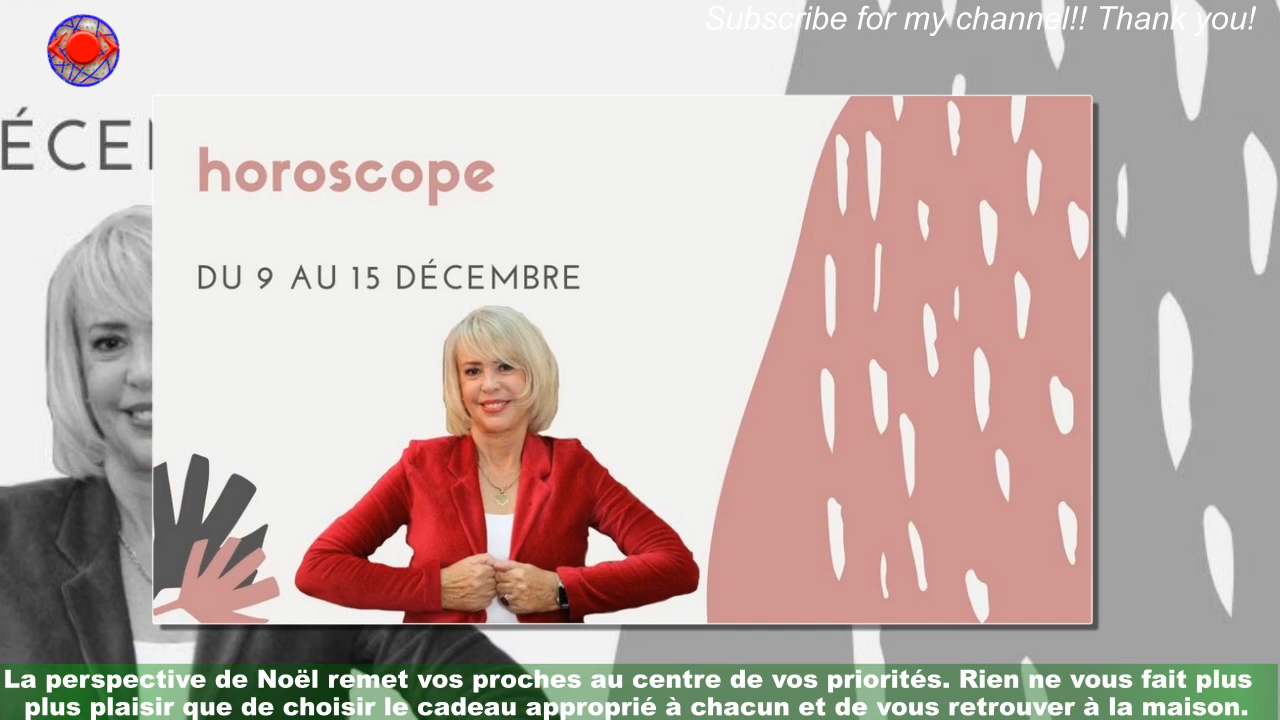 Subscribe for my channel!! Thank you!
ÉCE
horoscope
DU 9 AU 15 DÉCEMBRE
La perspective de Noël remet vos proches au centre de vos priorités. Rien ne vous fait plus
plus plaisir que de choisir le cadeau approprié à chacun et de vous retrouver à la maison.